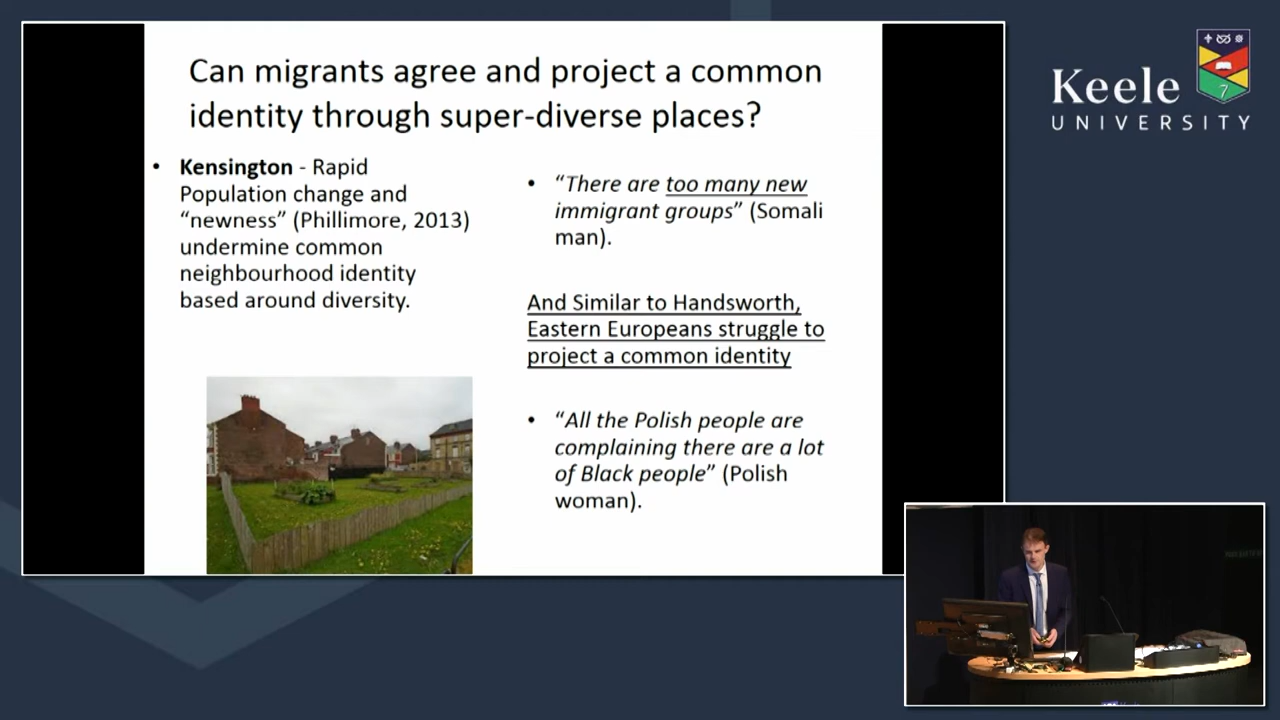 Can migrants agree and project a common
identity through super-diverse places?
• Kensington - Rapid
Population change and
“newness” (Phillimore, 2013)
undermine common
neighbourhood identity
based around diversity.
• “There are too many new
immigrant groups” (Somali
man).
And Similar to Handsworth,
Eastern Europeans struggle to
project a common identity
• “All the Polish people are
complaining there are a lot
of Black people” (Polish
woman).
Keele
UNIVERSITY